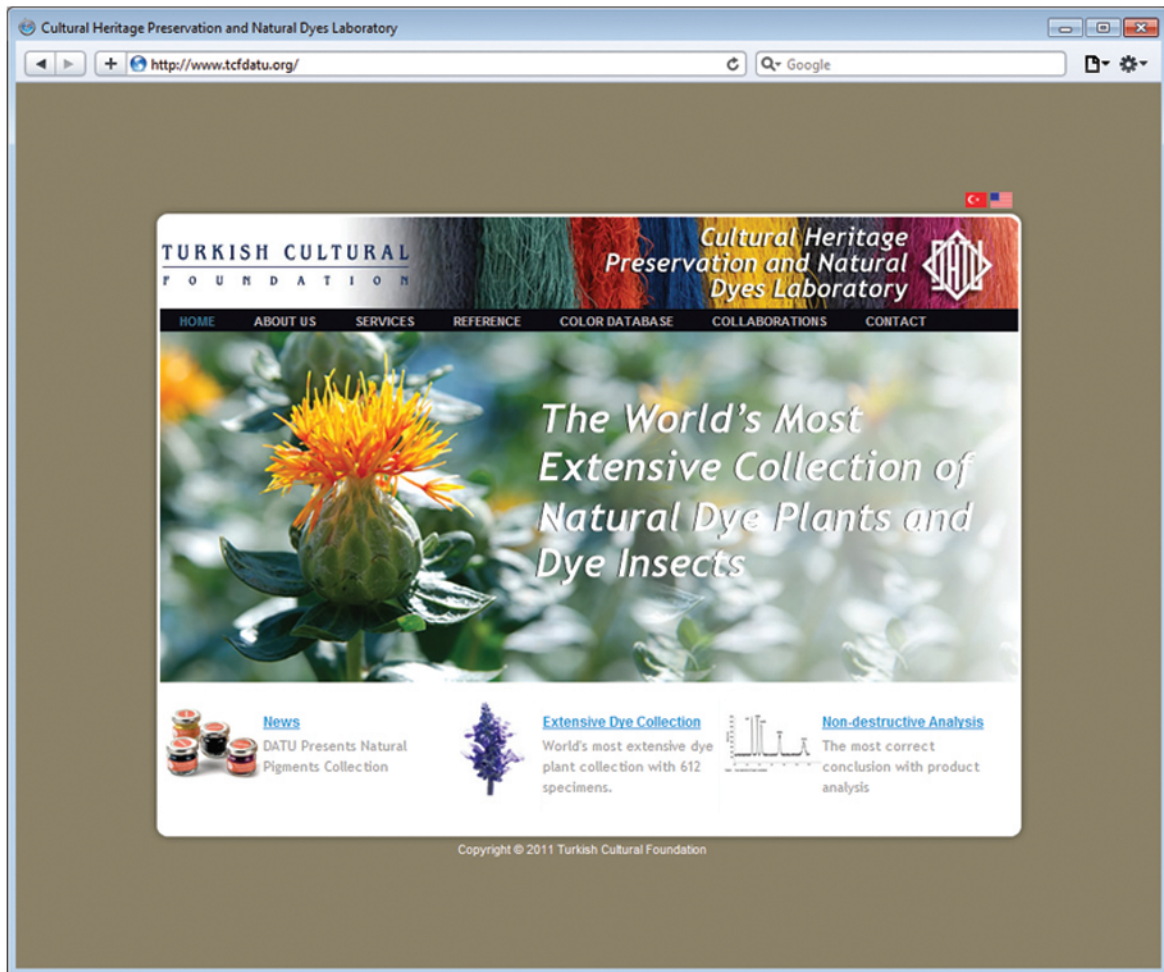 Cultural Heritage Preservation and Natural Dyes Laboratory
http://www.tcfdatu.org/
Google
TURKISH CULTURAL
FOUNDATION
Cultural Heritage
Preservation and Natural
Dyes Laboratory
DATU
HOME ABOUT US SERVICES REFERENCE COLOR DATABASE COLLABORATIONS CONTACT
The World's Most
Extensive Collection of
Natural Dye Plants and
Dye Insects
News
DATU Presents Natural
Pigments Collection
Extensive Dye Collection
World's most extensive dye
plant collection with 612
specimens.
Non-destructive Analysis
The most correct
conclusion with product
analysis
Copyright © 2011 Turkish Cultural Foundation